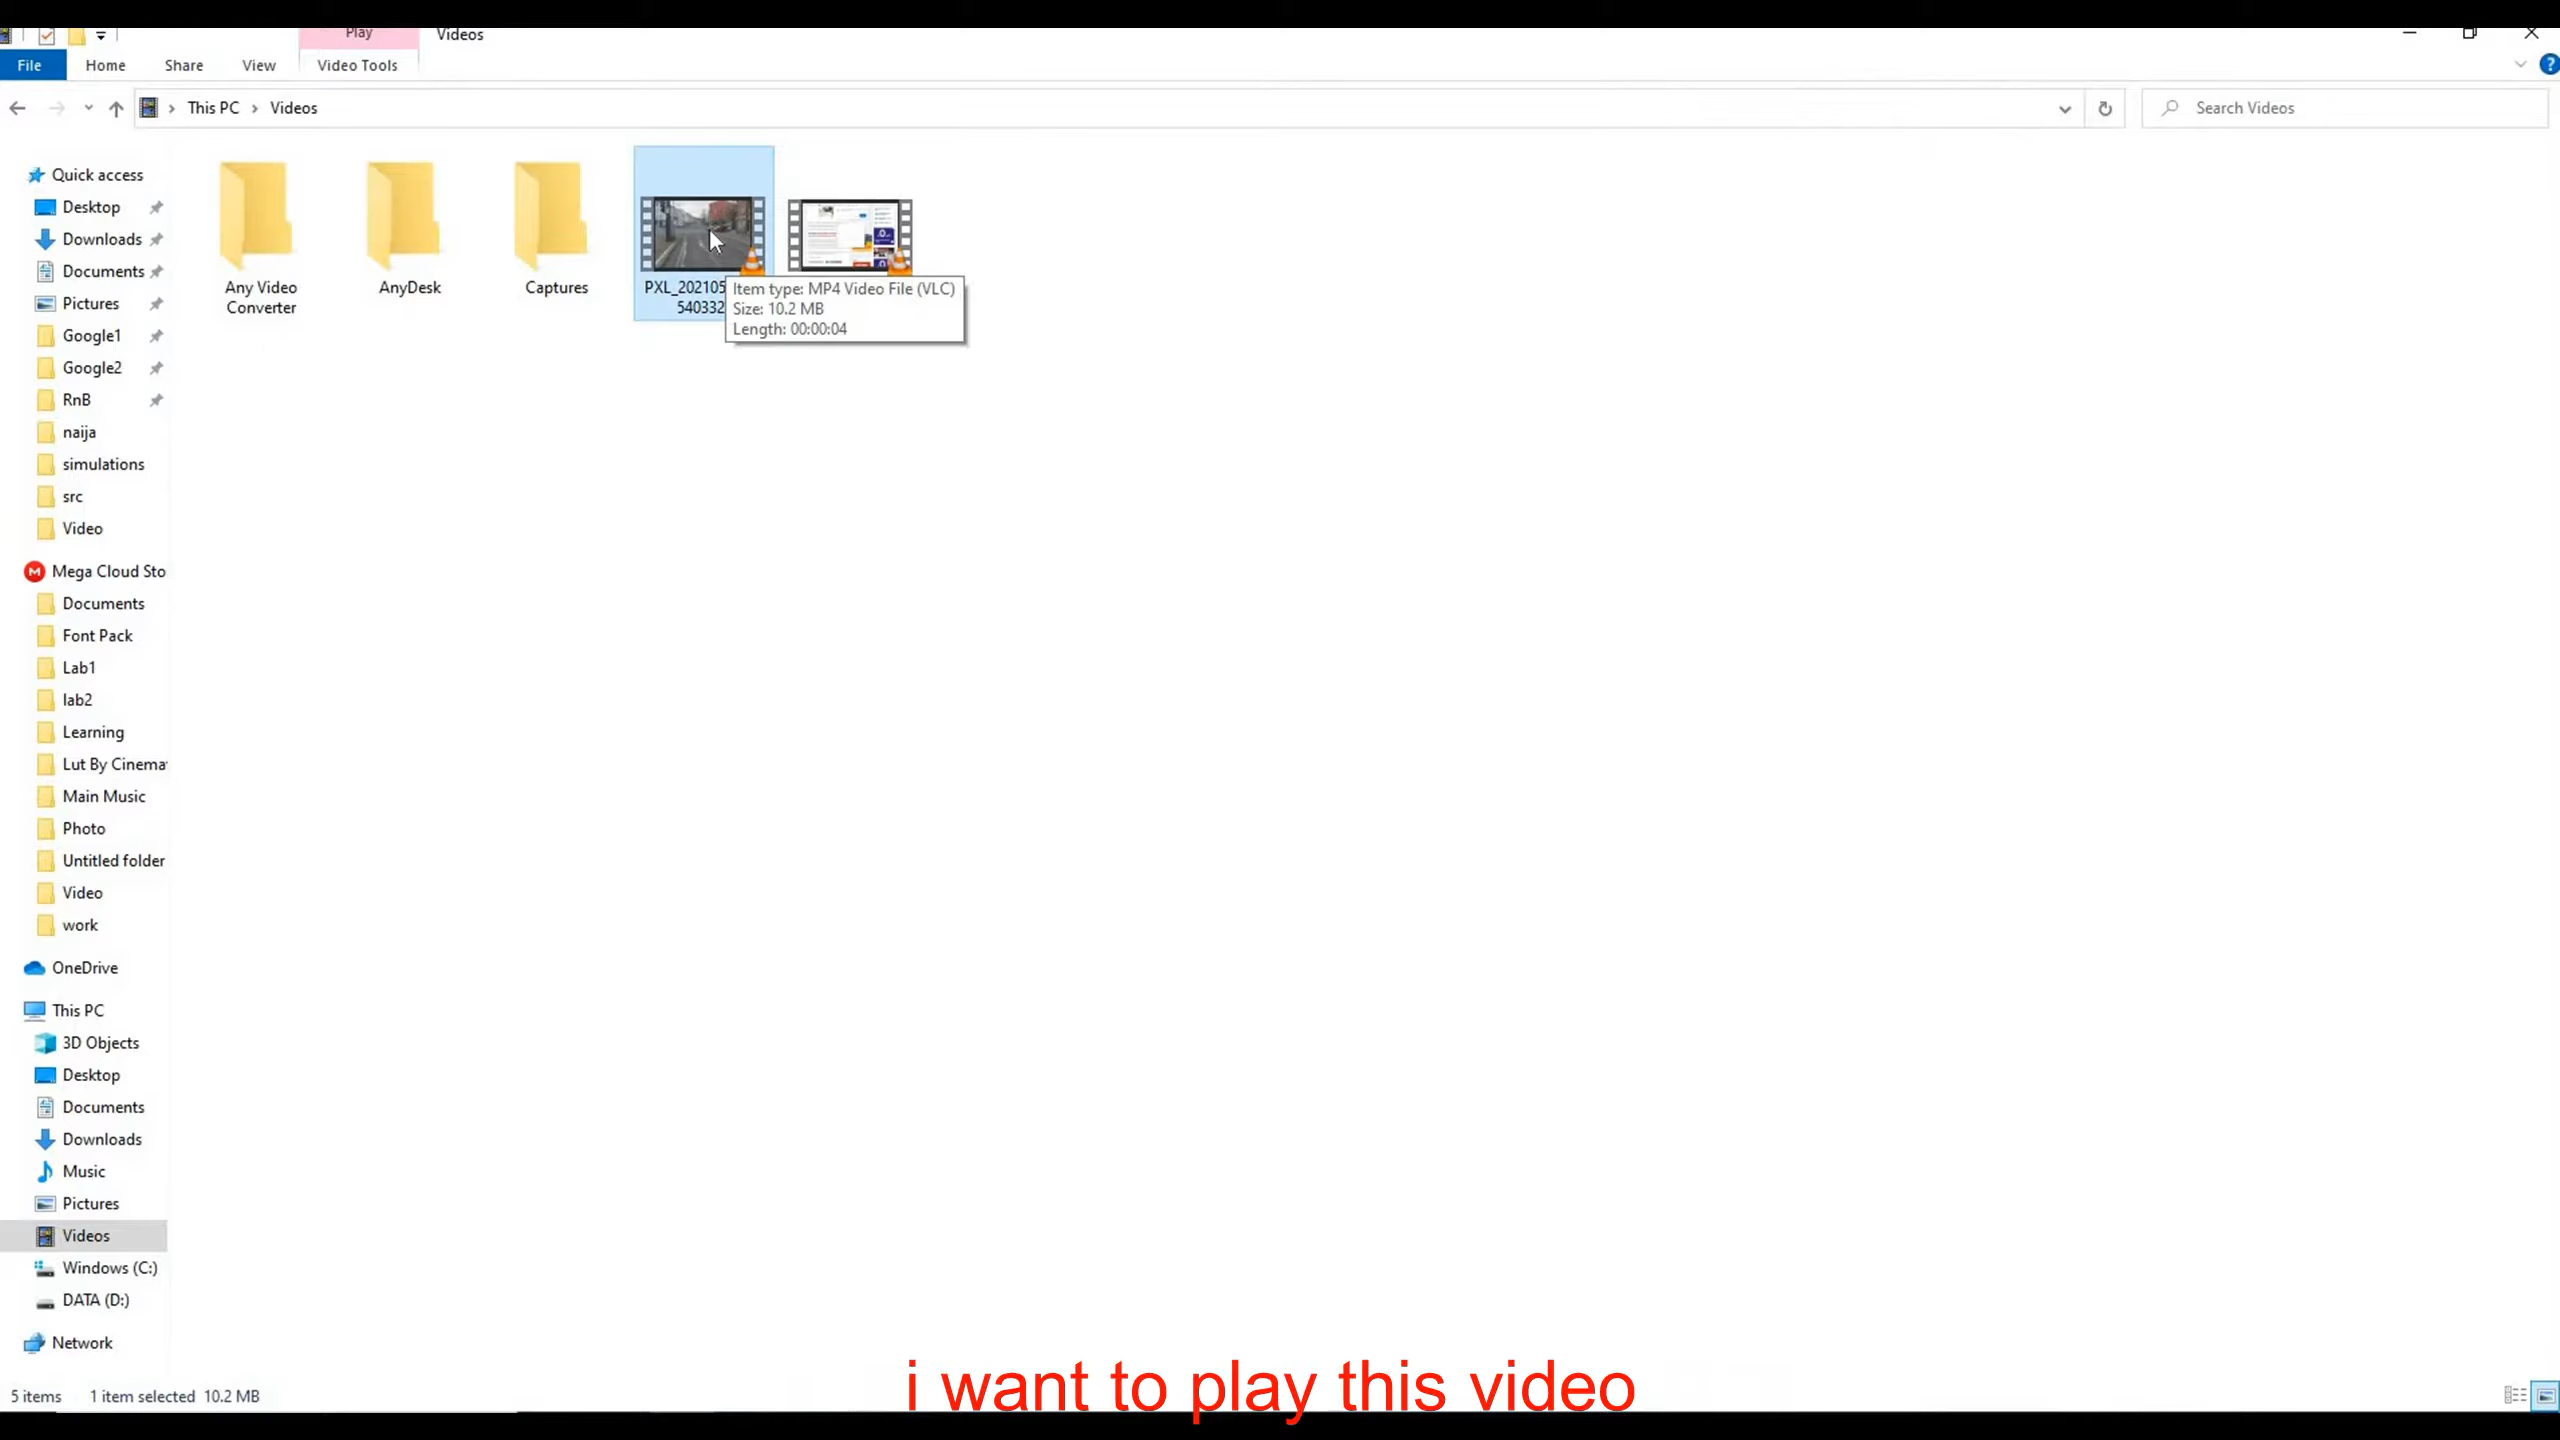 Play
Videos
File
Home
Share
View
Video Tools
This PC
Videos
Search Videos
Quick access
Desktop
Downloads
Documents
Pictures
Google1
Google2
RnB
naija
simulations
src
Video
Mega Cloud Sto
Documents
Font Pack
Lab1
lab2
Learning
Lut By Cinema
Main Music
Photo
Untitled folder
Video
work
OneDrive
This PC
3D Objects
Desktop
Documents
Downloads
Music
Pictures
Videos
Windows (C:)
DATA (D:)
Network
Any Video
Converter
AnyDesk
Captures
PXL_202105
540332
Item type: MP4 Video File (VLC)
Size: 10.2 MB
Length: 00:00:04
5 items
1 item selected 10.2 MB
i want to play this video